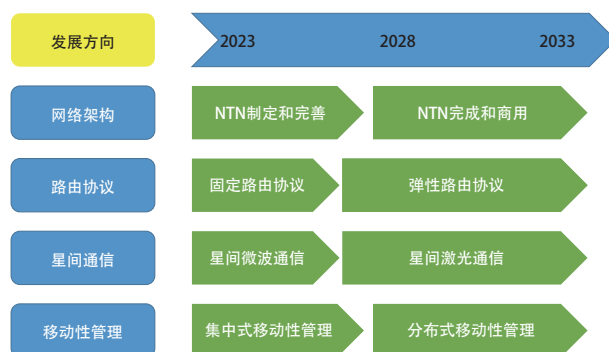 发展方向 2023 2028 2033
网络架构 NTN制定和完善 NTN完成和商用
路由协议 固定路由协议 弹性路由协议
星间通信 星间微波通信 星间激光通信
移动性管理 集中式移动性管理 分布式移动性管理